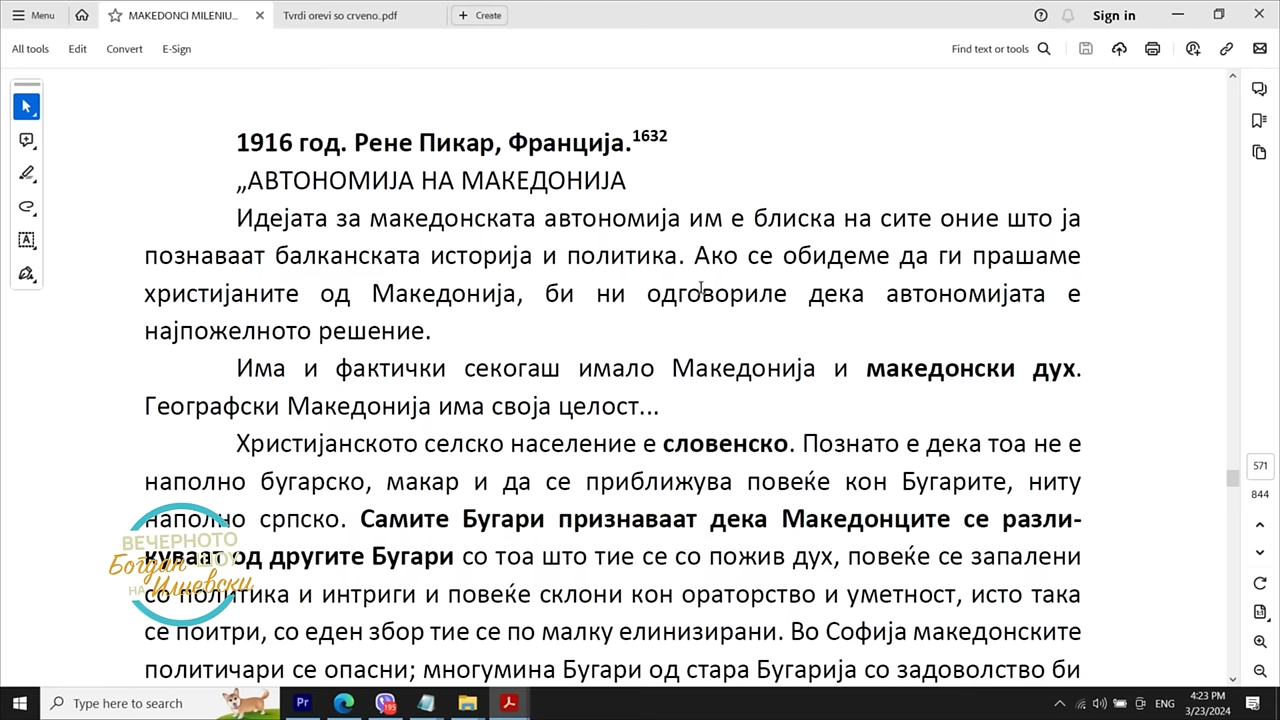 Menu
MAKEDONCI MILENIU...
Tvrdi orevi so crveno..pdf
Create
Sign in
All tools Edit Convert E-Sign
Find text or tools
1916 год. Рене Пикар, Франција.1632
„АВТОНОМИЈА НА МАКЕДОНИЈА
Идејата за македонската автономија им е блиска на сите оние што ја
познаваат балканската историја и политика. Ако се обидеме да ги прашаме
христијаните од Македонија, би ни одговориле дека автономијата е
најпожелното решение.
Има и фактички секогаш имало Македонија и македонски дух.
Географски Македонија има своја целост...
Христијанското селско население е словенско. Познато е дека тоа не е
наполно бугарско, макар и да се приближува повеќе кон Бугарите, ниту
наполно српско. Самите Бугари признаваат дека Македонците се разли-
куваат од другите Бугари со тоа што тие се со пожив дух, повеќе се запалени
со политика и интриги и повеќе склони кон ораторство и уметност, исто така
се поитри, со еден збор тие се по малку елинизирани. Во Софија македонските
политичари се опасни; многумина Бугари од стара Бугарија со задоволство би
ВЕЧЕРНОТО
ШОУ
НА
Богдан
Илиевски
571
844
Type here to search
Pr
195
ENG
4:23 PM
3/23/2024